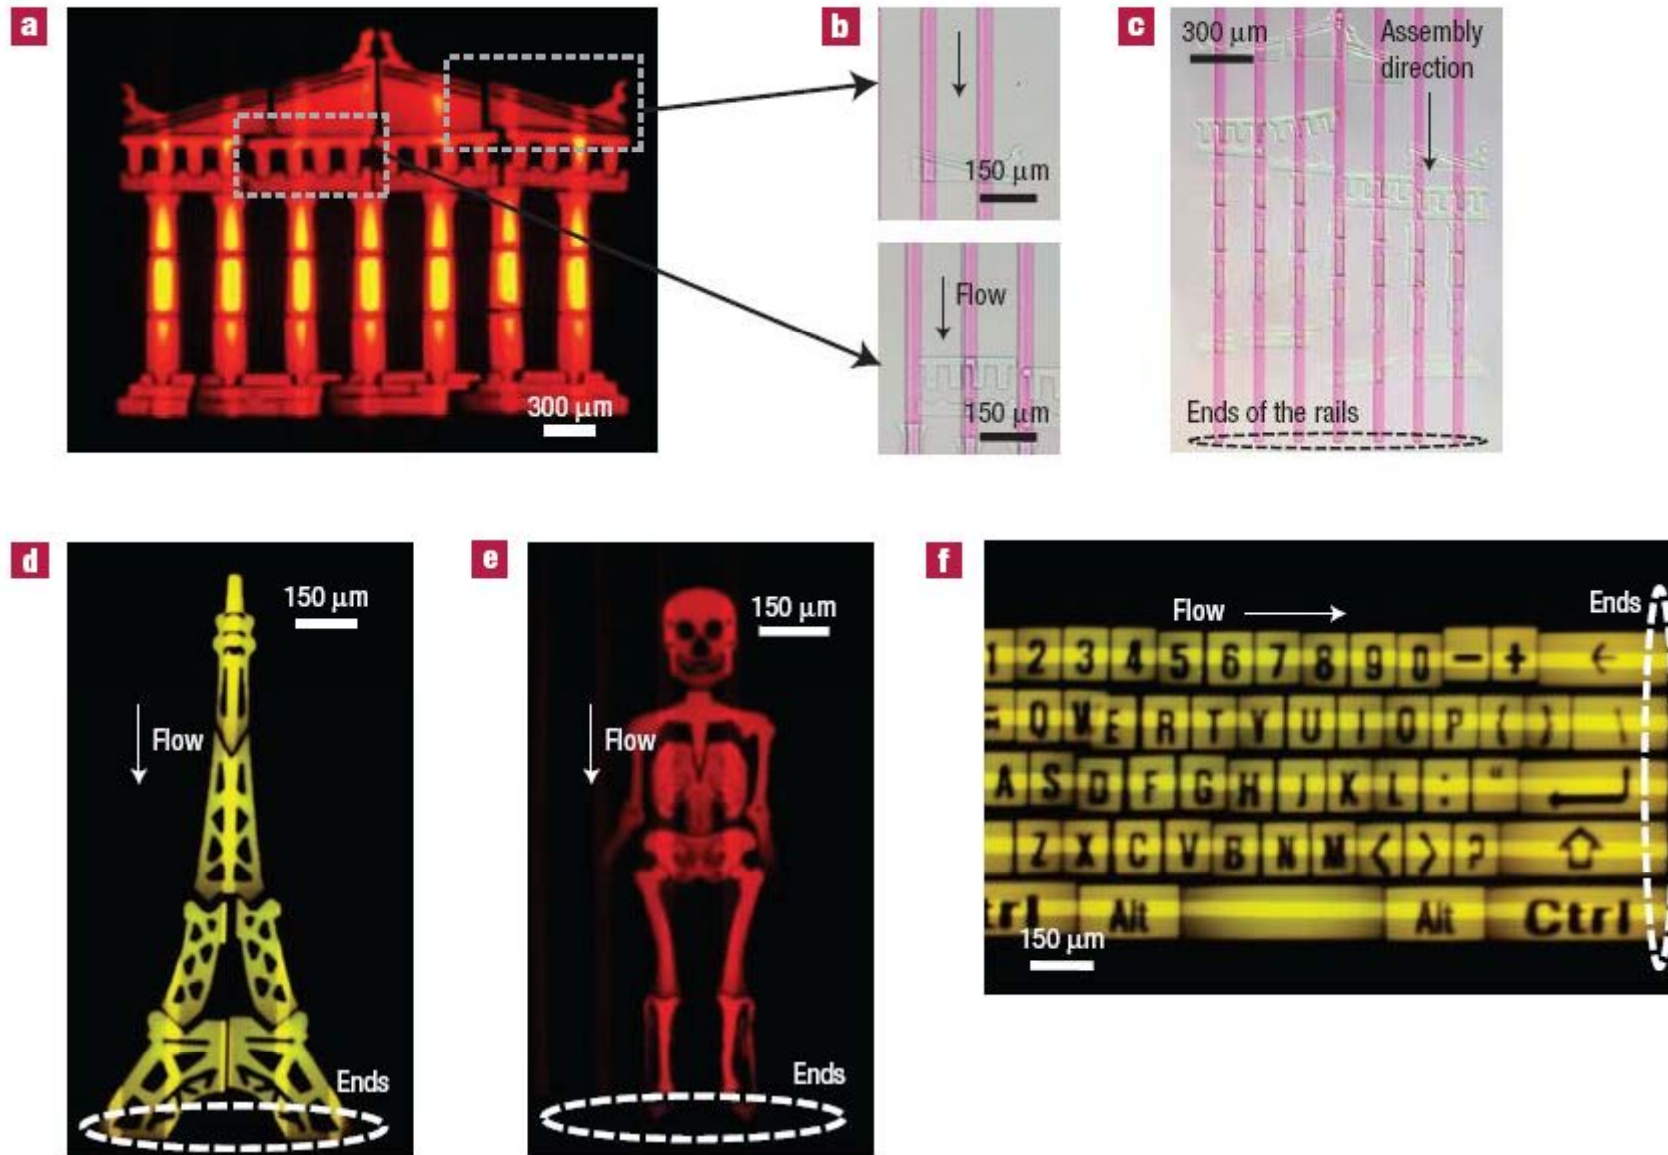 a
300 µm
b
150 µm
Flow
150 µm
c
300 µm
Assembly
direction
Ends of the rails
d
150 µm
Flow
Ends
e
150 µm
Flow
Ends
f
Flow
Ends
1 2 3 4 5 6 7 8 9 0 − + ←
= Q W E R T Y U I O P ( ) \
A S D F G H J K L : "
Z X C V B N M < > ?
trl Alt Alt Ctrl
150 µm